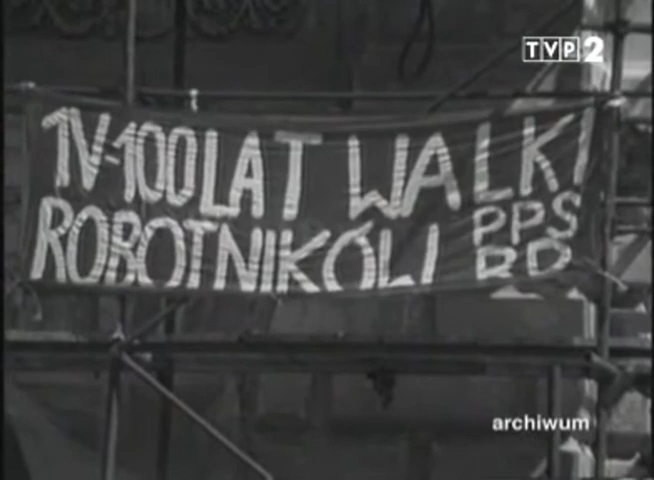 TVP2
1V-100 LAT WALKI
ROBOTNIKÓW PPS
RD
archiwum